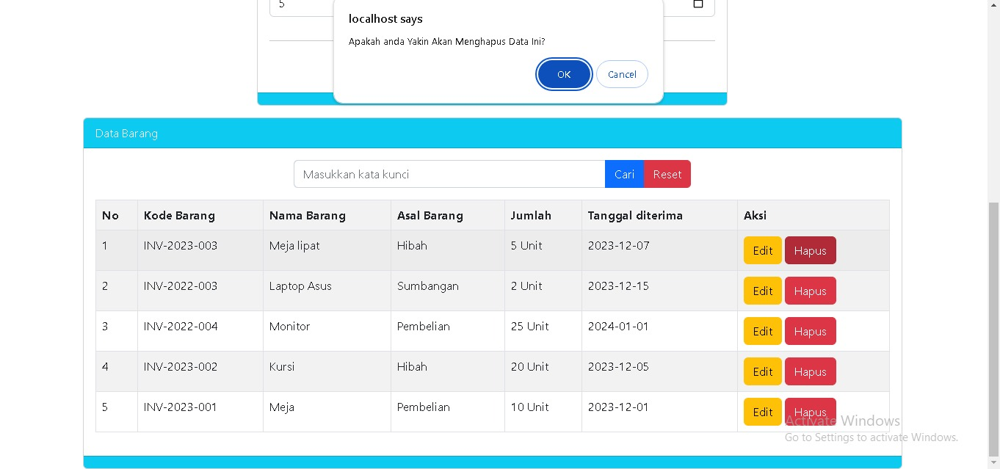 5
localhost says
Apakah anda Yakin Akan Menghapus Data Ini?
OK Cancel
Data Barang
Masukkan kata kunci Cari Reset
No Kode Barang Nama Barang Asal Barang Jumlah Tanggal diterima Aksi
1 INV-2023-003 Meja lipat Hibah 5 Unit 2023-12-07 Edit Hapus
2 INV-2022-003 Laptop Asus Sumbangan 2 Unit 2023-12-15 Edit Hapus
3 INV-2022-004 Monitor Pembelian 25 Unit 2024-01-01 Edit Hapus
4 INV-2023-002 Kursi Hibah 20 Unit 2023-12-05 Edit Hapus
5 INV-2023-001 Meja Pembelian 10 Unit 2023-12-01 Edit Hapus
Activate Windows
Go to Settings to activate Windows.